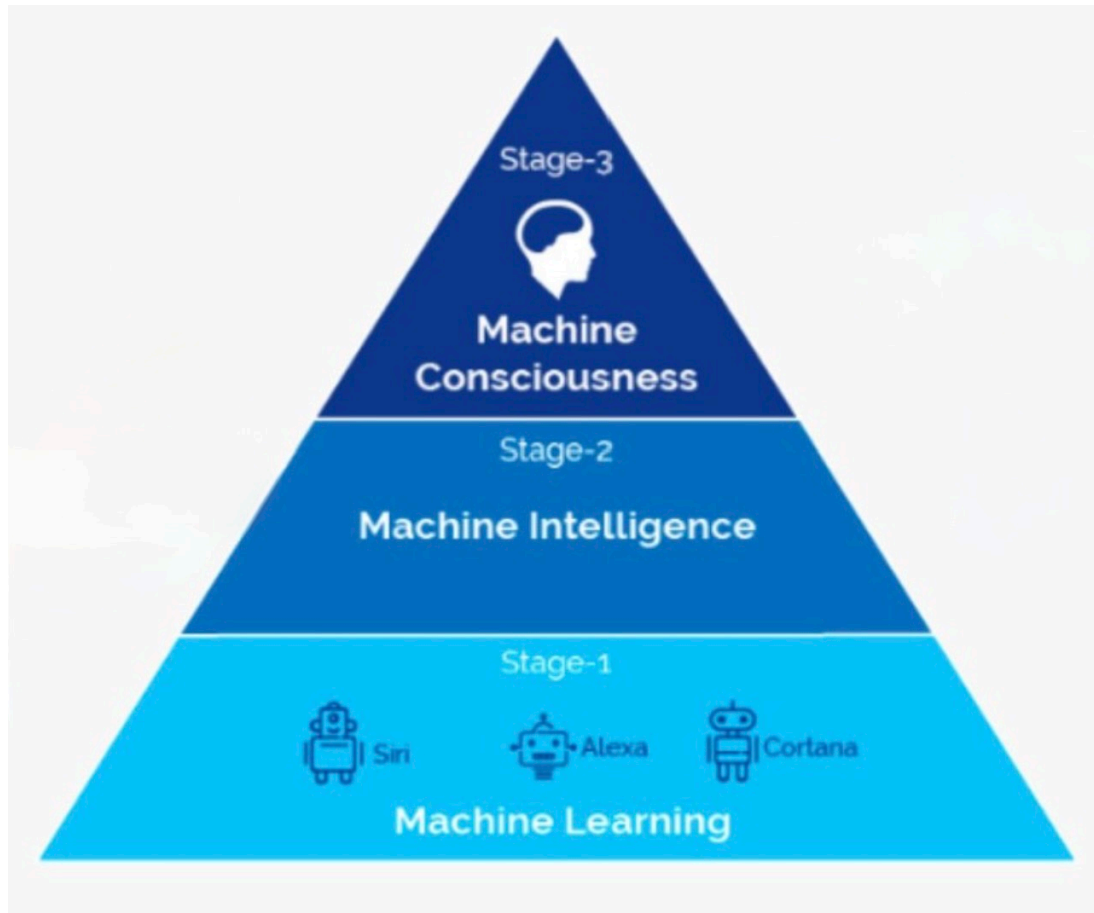 Stage-3
Machine
Consciousness
Stage-2
Machine Intelligence
Stage-1
Siri
Alexa
Cortana
Machine Learning